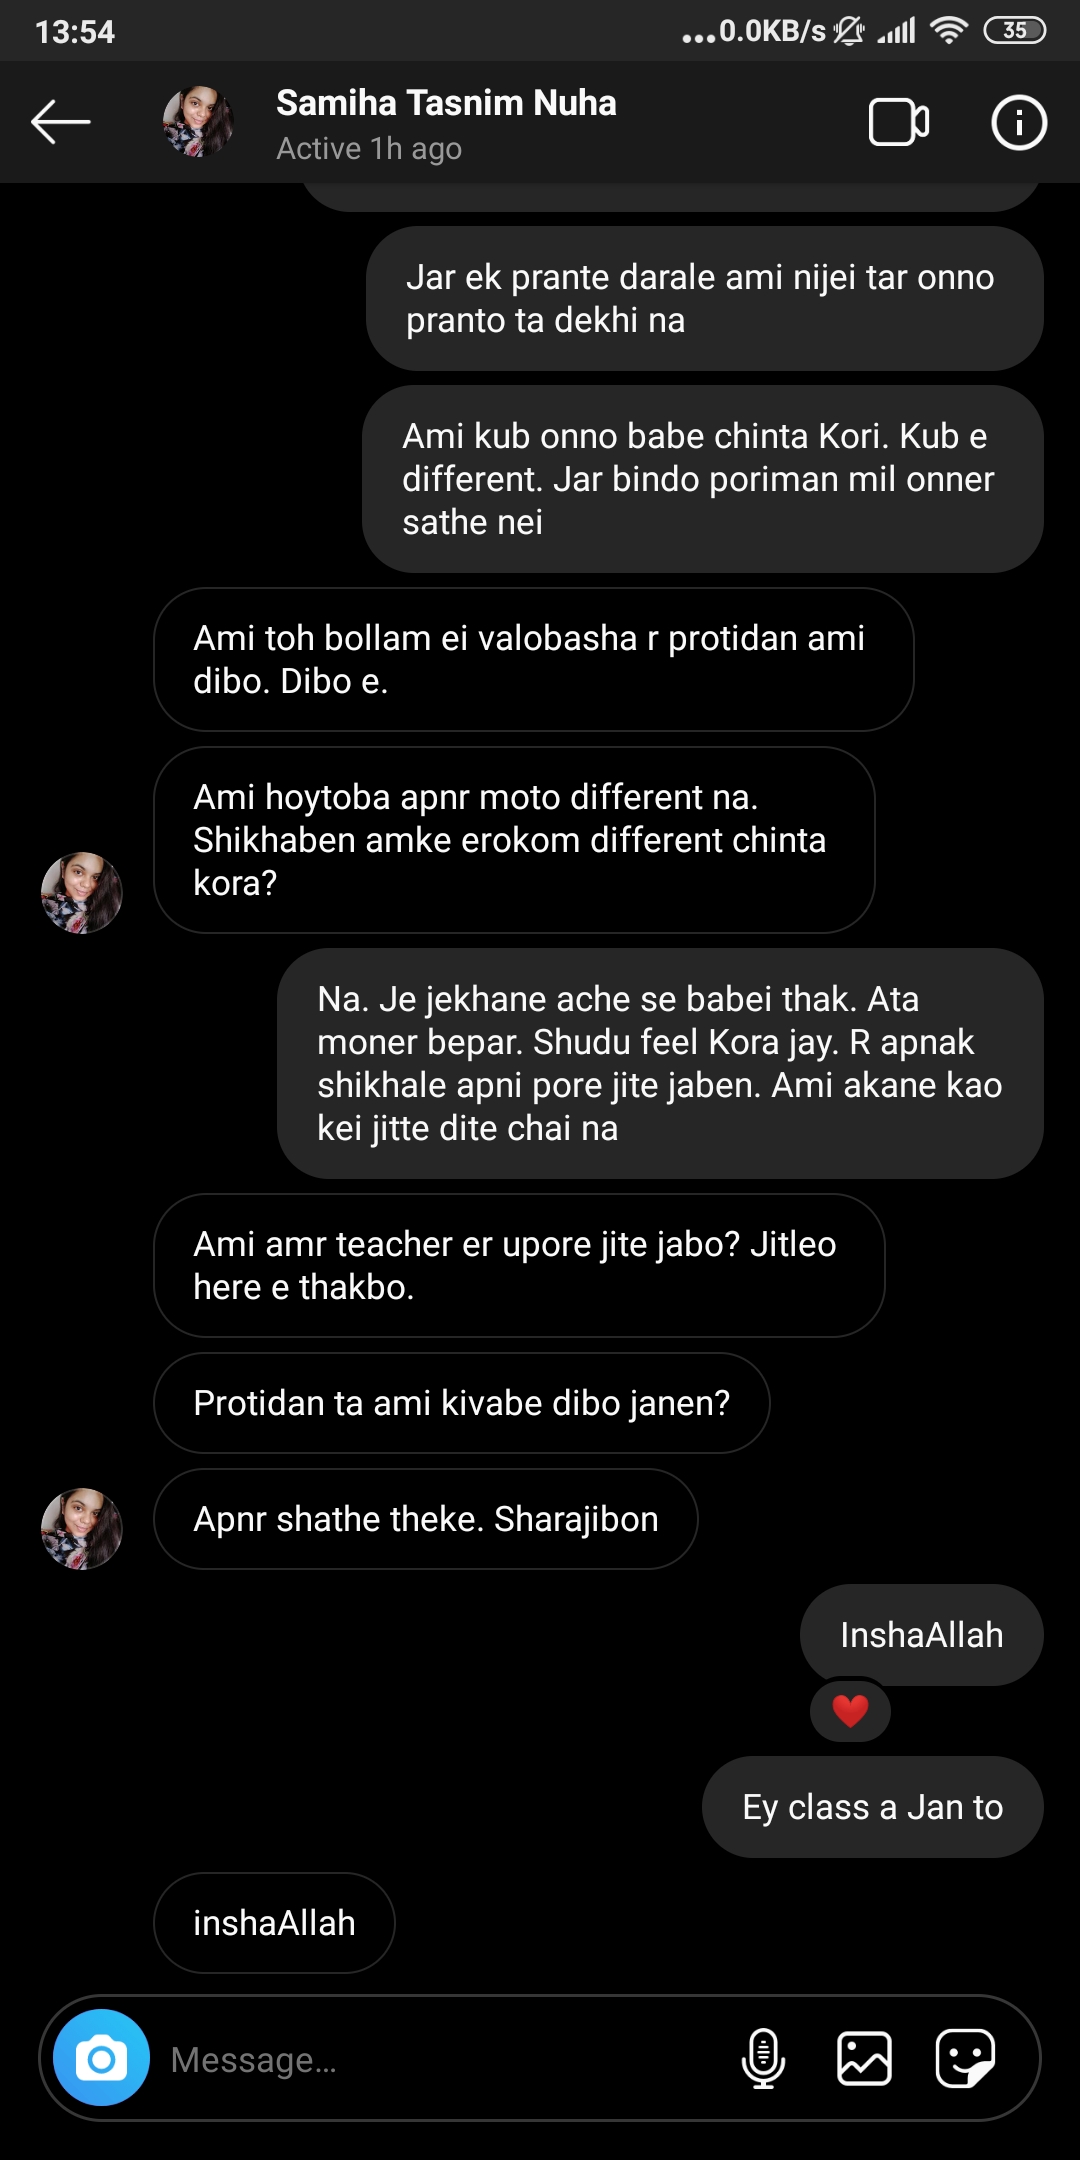 13:54
...0.0KB/s
35
Samiha Tasnim Nuha
Active 1h ago
Jar ek prante darale ami nijei tar onno
pranto ta dekhi na
Ami kub onno babe chinta Kori. Kub e
different. Jar bindo poriman mil onner
sathe nei
Ami toh bollam ei valobasha r protidan ami
dibo. Dibo e.
Ami hoytoba apnr moto different na.
Shikhaben amke erokom different chinta
kora?
Na. Je jekhane ache se babei thak. Ata
moner bepar. Shudu feel Kora jay. R apnak
shikhale apni pore jite jaben. Ami akane kao
kei jitte dite chai na
Ami amr teacher er upore jite jabo? Jitleo
here e thakbo.
Protidan ta ami kivabe dibo janen?
Apnr shathe theke. Sharajibon
InshaAllah
Ey class a Jan to
inshaAllah
Message...